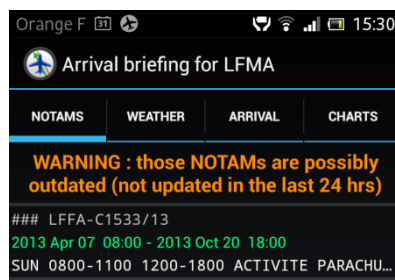 Orange F 31 15:30
Arrival briefing for LFMA
NOTAMS WEATHER ARRIVAL CHARTS
WARNING : those NOTAMs are possibly
outdated (not updated in the last 24 hrs)
### LFFA-C1533/13
2013 Apr 07 08:00 - 2013 Oct 20 18:00
SUN 0800-1100 1200-1800 ACTIVITE PARACHU...